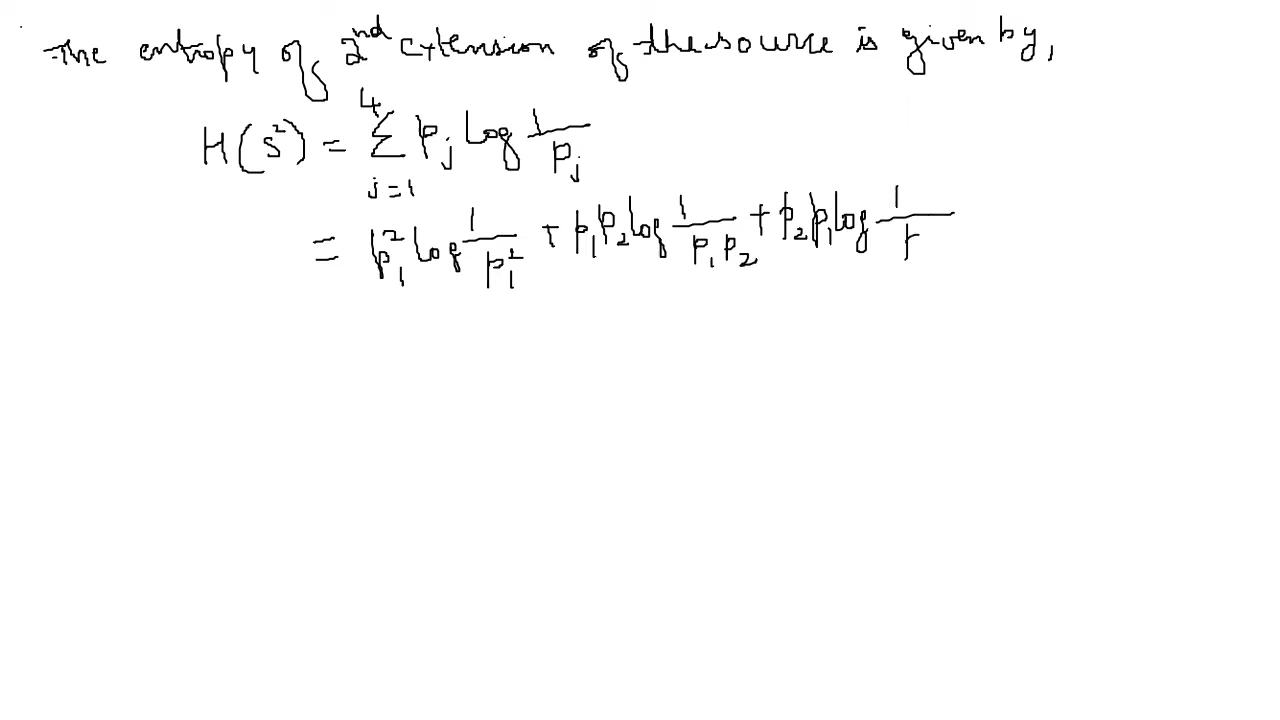 The entropy of 2nd extension of the source is given by,
H(S²) = ∑_{j=1}^{4} p_j log 1/p_j
= p₁² log 1/p₁² + p₁p₂ log 1/p₁p₂ + p₂p₁ log 1/